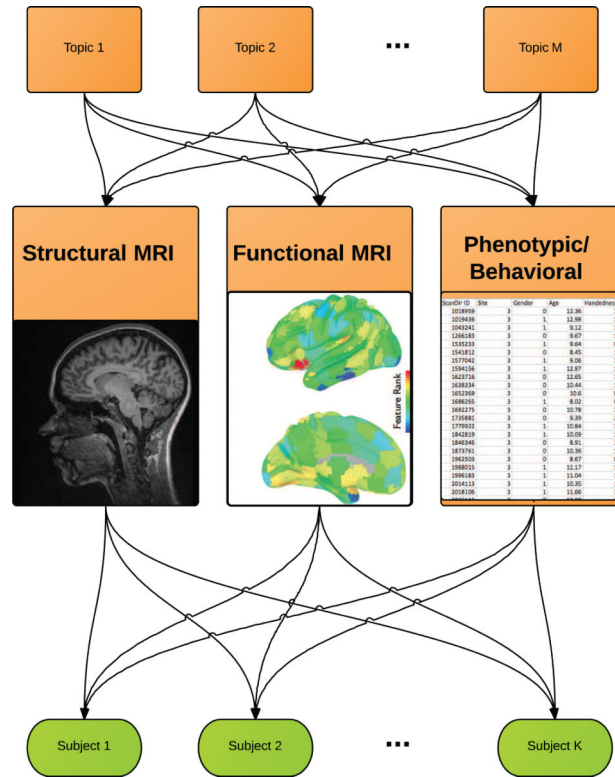 Topic 1
Topic 2
...
Topic M
Structural MRI
Functional MRI
Phenotypic/
Behavioral
Feature Rank
ScanDir ID Site Gender Age
1018959 3 0 12.36
1019436 3 1 12.98
1043241 3 1 9.12
1266183 3 0 9.67
1535233 3 1 9.64
1541812 3 0 8.45
1577042 3 1 9.06
1594156 3 1 12.87
1623716 3 0 12.65
1638334 3 0 10.44
1652369 3 0 10.6
1686265 3 1 8.02
1692275 3 0 10.78
1735881 3 0 9.39
1779922 3 1 10.84
1842819 3 1 10.09
1846346 3 0 8.91
1873761 3 0 10.36
1962503 3 0 8.67
1988015 3 1 11.17
1996183 3 1 11.04
2014113 3 1 10.35
2018106 3 0 11.66
Subject 1
Subject 2
...
Subject K